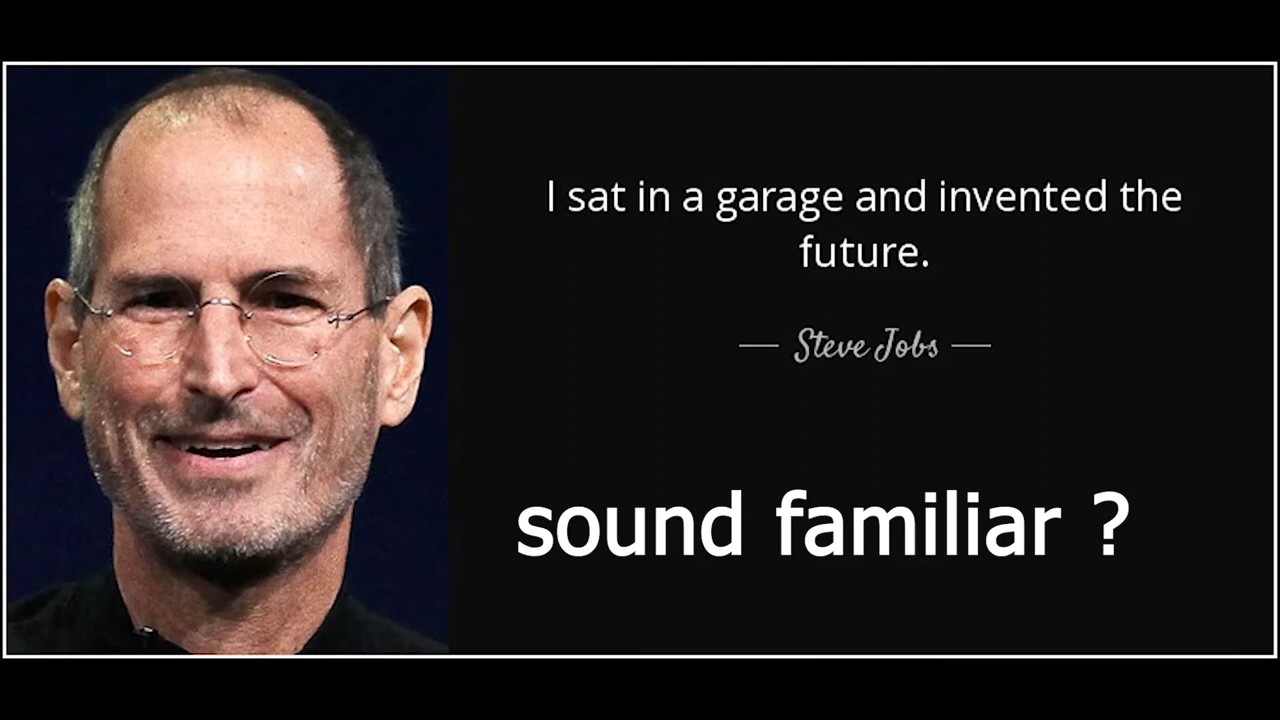 I sat in a garage and invented the
future.
Steve Jobs
sound familiar ?